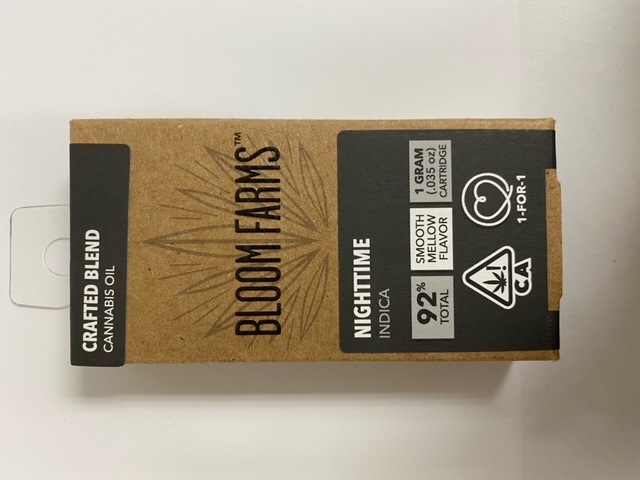 CRAFTED BLEND
CANNABIS OIL
BLOOM FARMS™
NIGHTTIME
INDICA
92%
TOTAL
SMOOTH
MELLOW
FLAVOR
1 GRAM
(.035 oz)
CARTRIDGE
!
CA
1-FOR-1